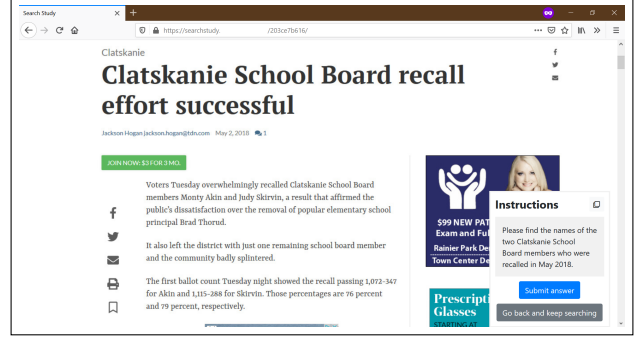 Search Study
https://searchstudy. /203ce7b616/
Clatskanie
Clatskanie School Board recall
effort successful
Jackson Hogan jackson.hogan@tdn.com May 2, 2018 1
JOIN NOW: $3 FOR 3 MO.
Voters Tuesday overwhelmingly recalled Clatskanie School Board
members Monty Akin and Judy Skirvin, a result that affirmed the
public's dissatisfaction over the removal of popular elementary school
principal Brad Thorud.
It also left the district with just one remaining school board member
and the community badly splintered.
The first ballot count Tuesday night showed the recall passing 1,072-347
for Akin and 1,115-288 for Skirvin. Those percentages are 76 percent
and 79 percent, respectively.
$99 NEW PAT
Exam and Ful
Rainier Park De
Town Center De
Prescripti
Glasses
STARTING AT
Instructions
Please find the names of the
two Clatskanie School
Board members who were
recalled in May 2018.
Submit answer
Go back and keep searching